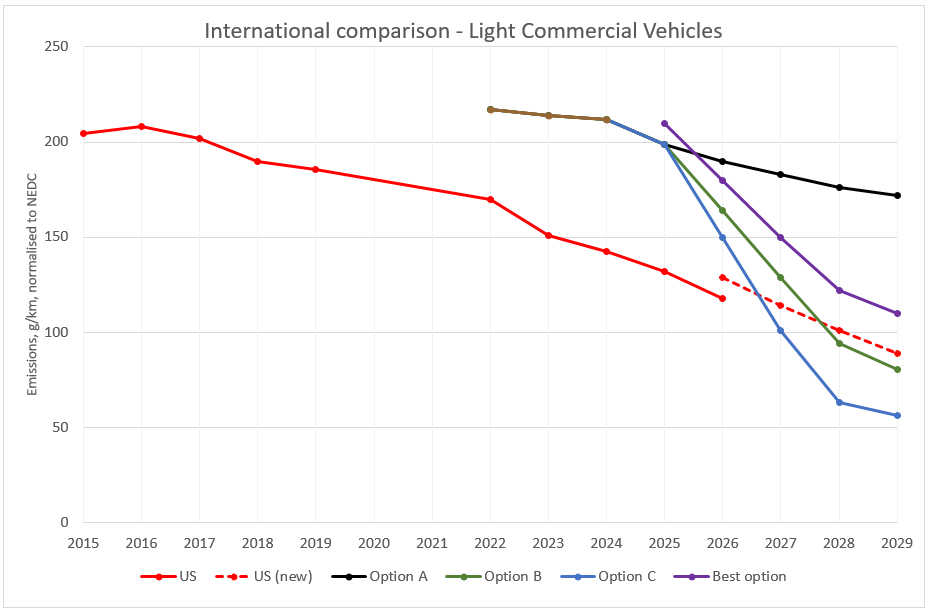 International comparison - Light Commercial Vehicles
Emissions, g/km, normalised to NEDC
250
200
150
100
50
0
2015 2016 2017 2018 2019 2020 2021 2022 2023 2024 2025 2026 2027 2028 2029
US US (new) Option A Option B Option C Best option